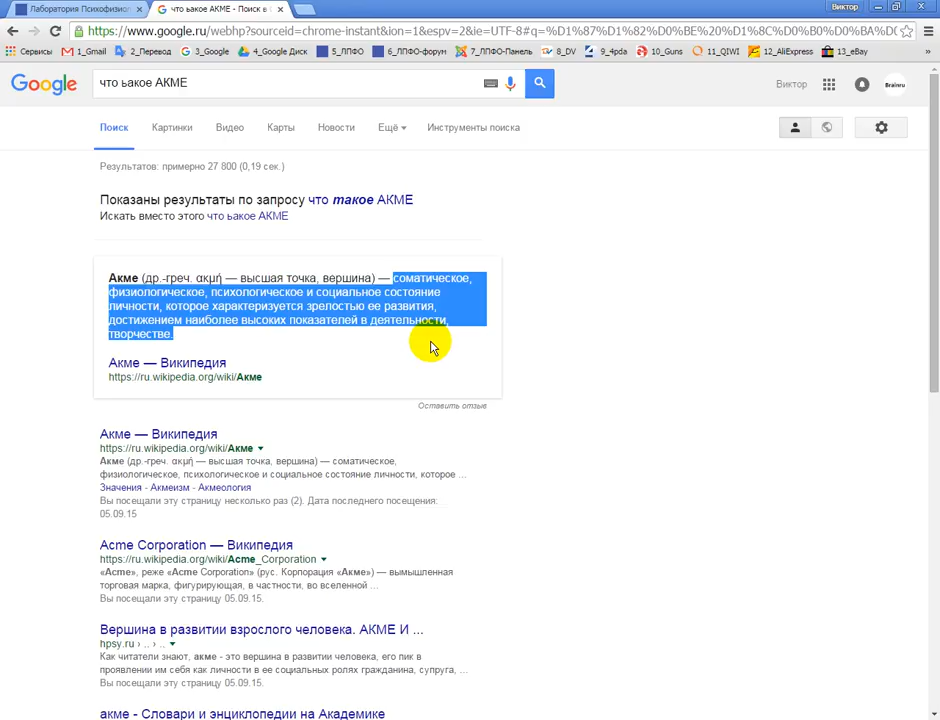 Лаборатория Психофизио
что ьакое АКМЕ - Поиск в G
Виктор
https://www.google.ru/webhp?sourceid=chrome-instant&ion=1&espv=2&ie=UTF-8#q=%D1%87%D1%82%D0%BE%20%D1%8C%D0%B0%D0%BA%D0
Сервисы 1_Gmail 2_Перевод 3_Google 4_Google Диск 5_ЛПФО 6_ЛПФО-форум 7_ЛПФО-Панель 8_DV 9_4pda 10_Guns 11_QIWI 12_AliExpress 13_eBay »
Google что ьакое АКМЕ Виктор Brainru
Поиск Картинки Видео Карты Новости Ещё Инструменты поиска
Результатов: примерно 27 800 (0,19 сек.)
Показаны результаты по запросу что такое АКМЕ
Искать вместо этого что ьакое АКМЕ
Акме (др.-греч. ακμή — высшая точка, вершина) — соматическое,
физиологическое, психологическое и социальное состояние
личности, которое характеризуется зрелостью ее развития,
достижением наиболее высоких показателей в деятельности,
творчестве.
Акме — Википедия
https://ru.wikipedia.org/wiki/Акме
Оставить отзыв
Акме — Википедия
https://ru.wikipedia.org/wiki/Акме
Акме (др.-греч. ακμή — высшая точка, вершина) — соматическое,
физиологическое, психологическое и социальное состояние личности, которое ...
Значения - Акмеизм - Акмеология
Вы посещали эту страницу несколько раз (2). Дата последнего посещения:
05.09.15
Acme Corporation — Википедия
https://ru.wikipedia.org/wiki/Acme_Corporation
«Acme», реже «Acme Corporation» (рус. Корпорация «Акме») — вымышленная
торговая марка, фигурирующая, в частности, во вселенной ...
Вы посещали эту страницу 05.09.15.
Вершина в развитии взрослого человека. АКМЕ И ...
hpsy.ru › .. › ..
Как читатели знают, акме - это вершина в развитии человека, его пик в
проявлении им себя как личности в ее социальных ролях гражданина, супруга, ...
Вы посещали эту страницу 05.09.15.
акме - Словари и энциклопедии на Академике